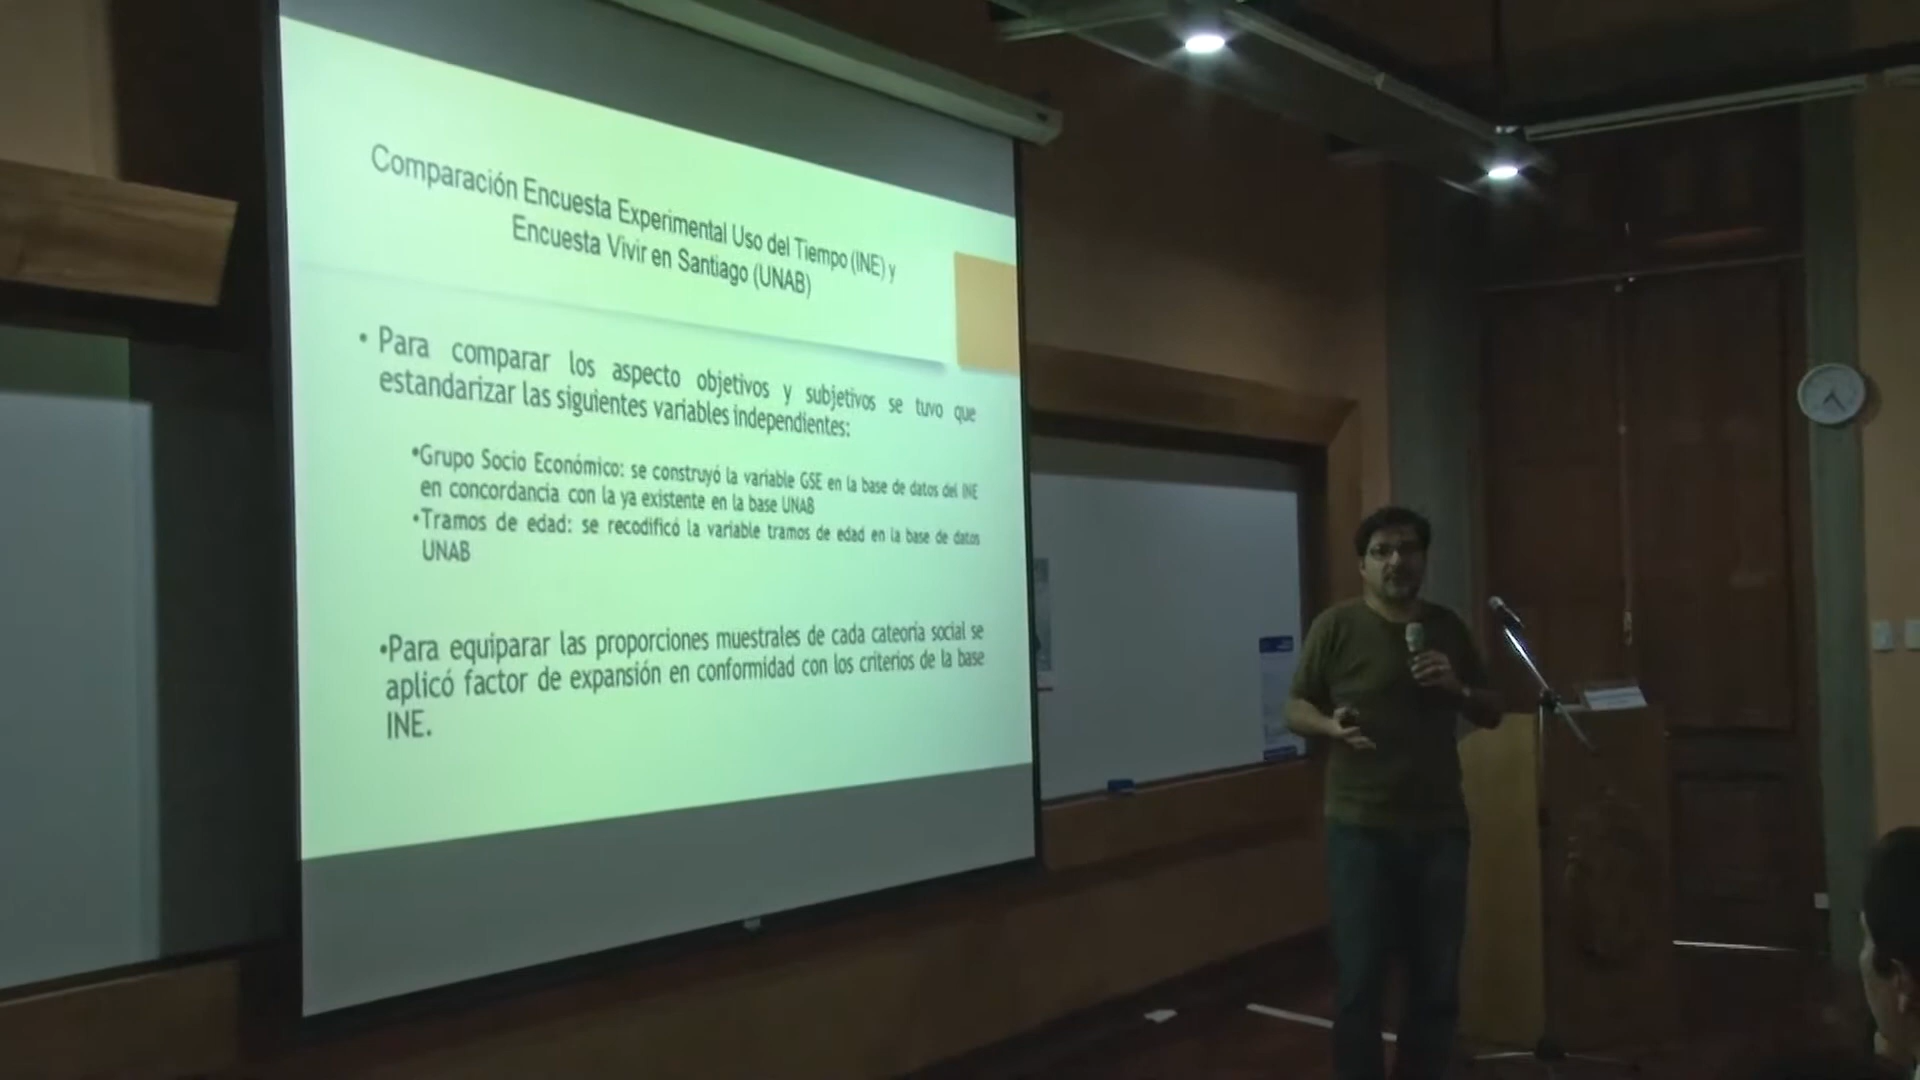 Comparación Encuesta Experimental Uso del Tiempo (INE) y
Encuesta Vivir en Santiago (UNAB)
• Para comparar los aspecto objetivos y subjetivos se tuvo que
estandarizar las siguientes variables independientes:
•Grupo Socio Económico: se construyó la variable GSE en la base de datos del INE
en concordancia con la ya existente en la base UNAB
•Tramos de edad: se recodificó la variable tramos de edad en la base de datos
UNAB
•Para equiparar las proporciones muestrales de cada cateoria social se
aplicó factor de expansión en conformidad con los criterios de la base
INE.